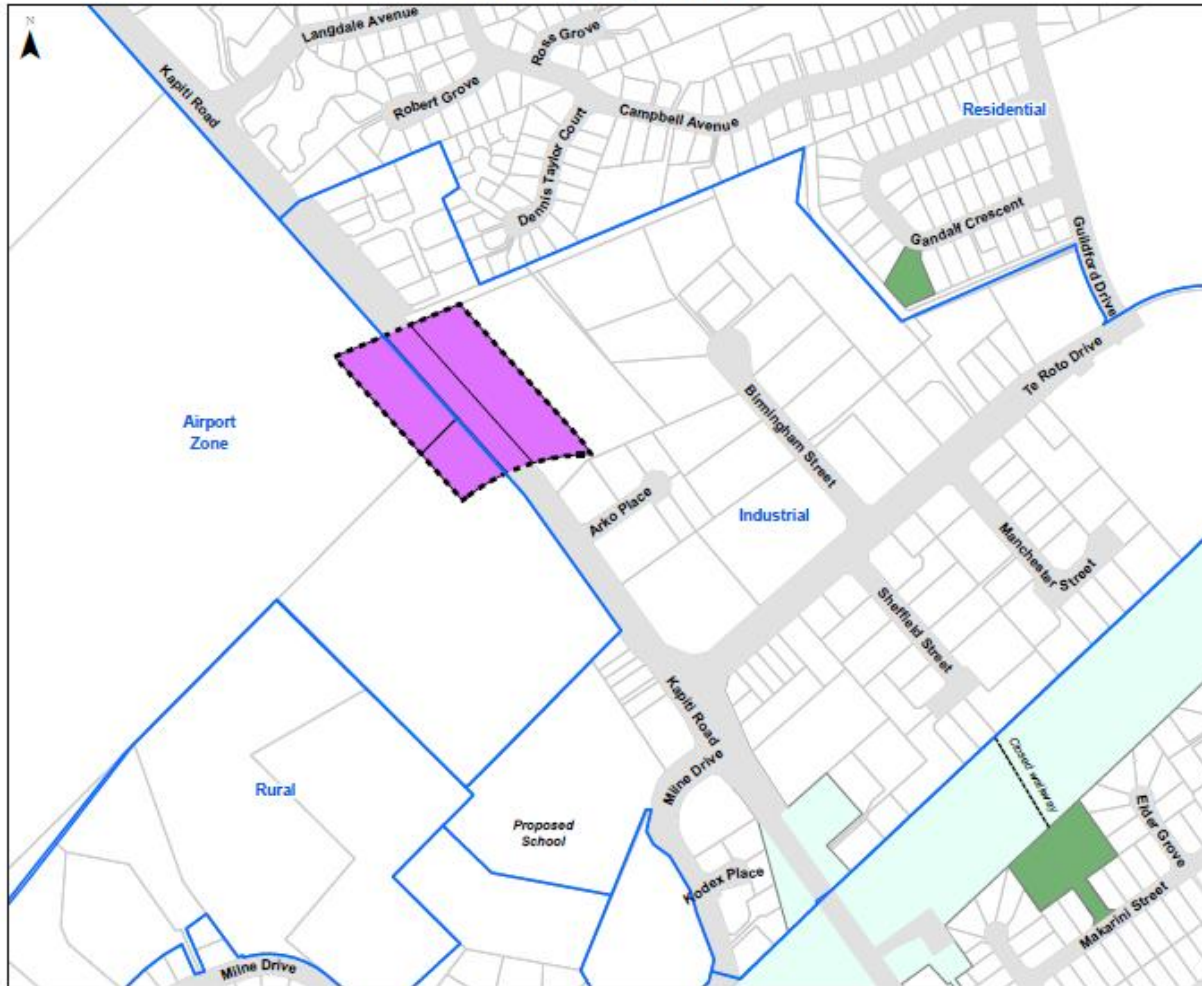 N
Langdale Avenue
Ross Grove
Kapiti Road
Robert Grove
Campbell Avenue
Residential
Dennis Taylor Court
Gandalf Crescent
Guildford Drive
Te Roto Drive
Airport
Zone
Birmingham Street
Arko Place
Industrial
Manchester Street
Sheffield Street
Kapiti Road
Milne Drive
Closed walkway
Rural
Proposed
School
Elder Grove
Kodex Place
Makarini Street
Milne Drive